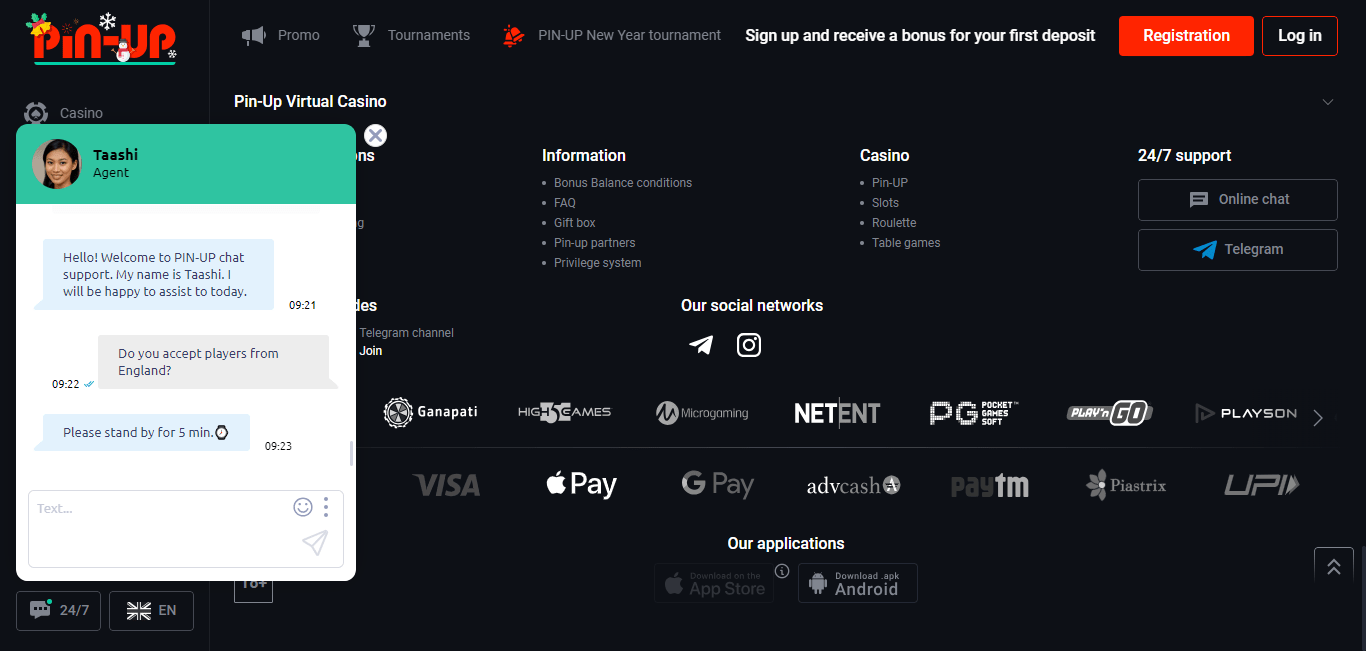 PIN-UP
Promo
Tournaments
PIN-UP New Year tournament
Sign up and receive a bonus for your first deposit
Registration
Log in
Casino
Pin-Up Virtual Casino
Taashi
Agent
Hello! Welcome to PIN-UP chat
support. My name is Taashi. I
will be happy to assist to today.
09:21
Do you accept players from
England?
09:22
Please stand by for 5 min.
09:23
Text...
24/7
EN
Information
Bonus Balance conditions
FAQ
Gift box
Pin-up partners
Privilege system
Casino
Pin-UP
Slots
Roulette
Table games
24/7 support
Online chat
Telegram
Telegram channel
Join
Our social networks
Ganapati
HIGH 5 GAMES
Microgaming
NETENT
PG POCKET GAMES SOFT
PLAY'n GO
PLAYSON
VISA
Apple Pay
G Pay
advcash
paytm
Piastrix
UPI
Our applications
Download on the
App Store
Download .apk
Android
18+